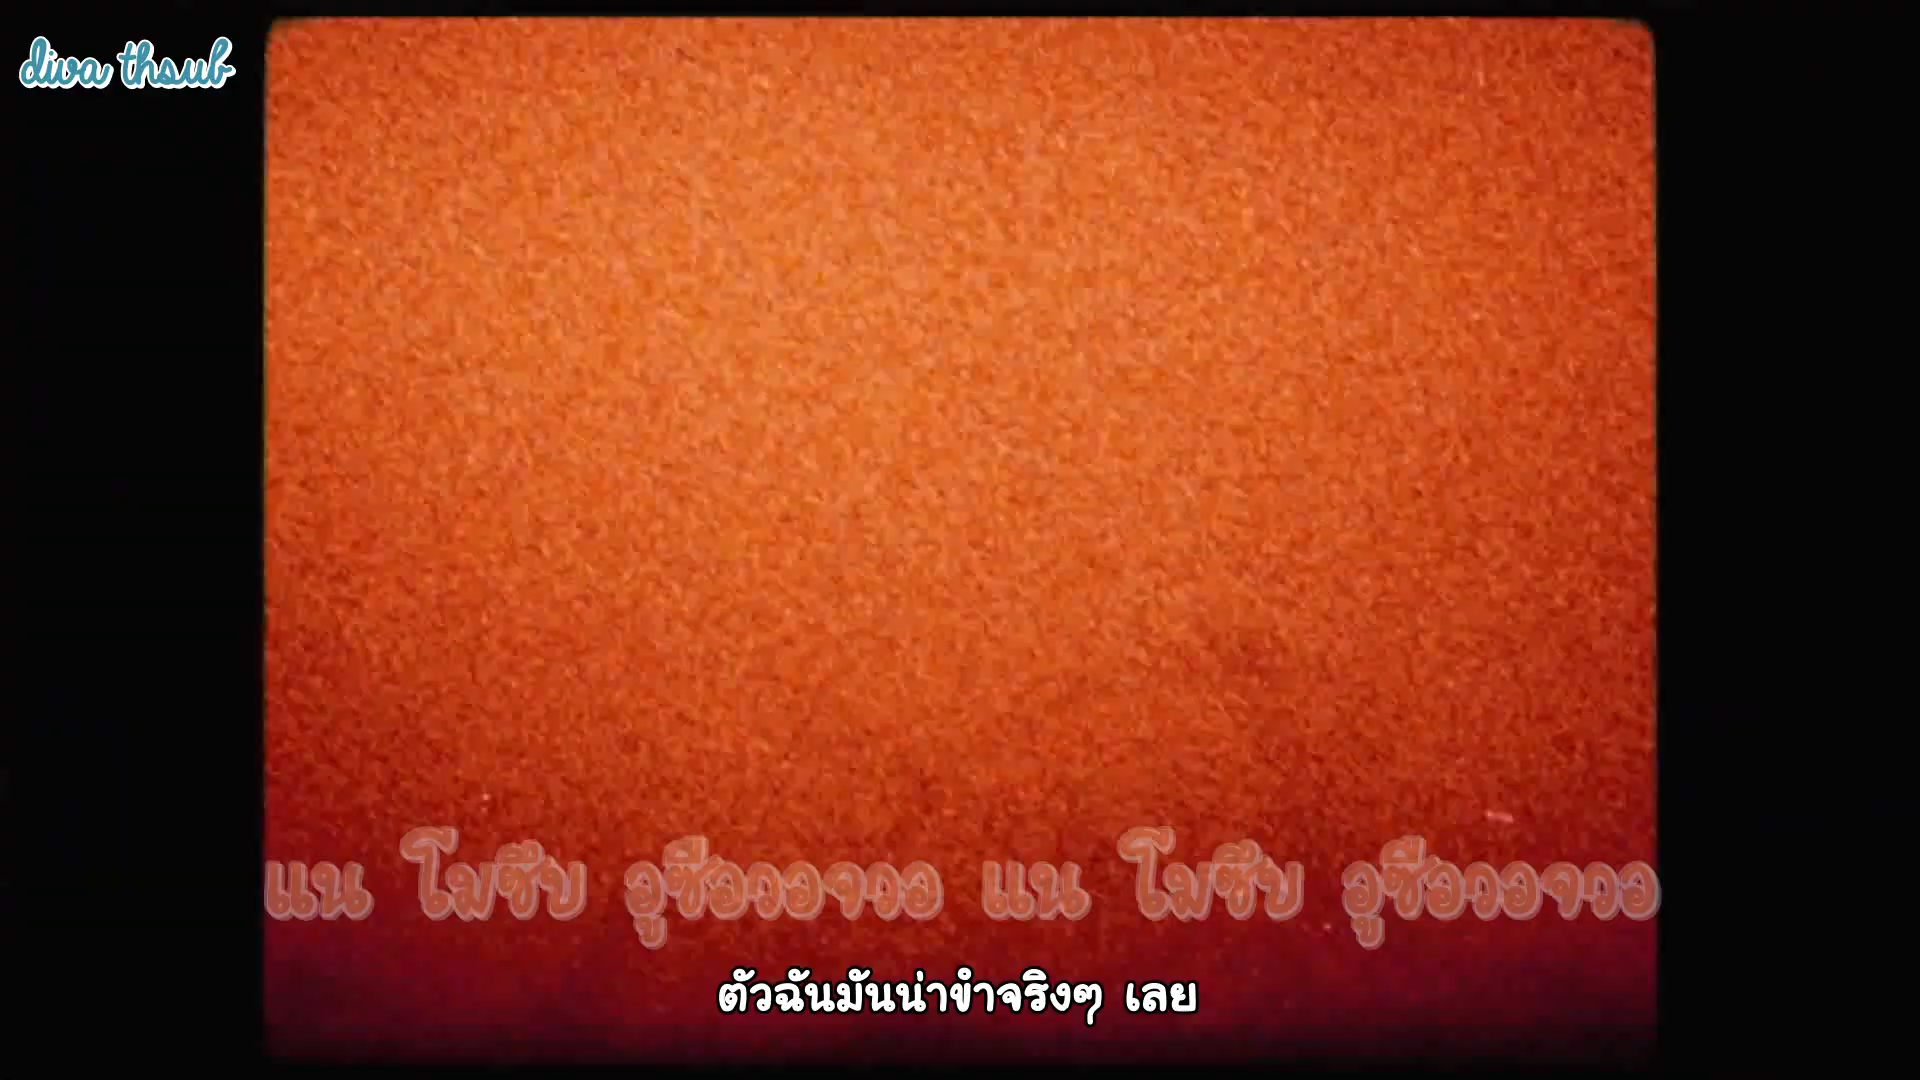 diva thsub
แน โมซึบ อูซือวอจวอ แน โมซึบ อูซือวอจวอ
ตัวฉันมันน่าขำจริงๆ เลย